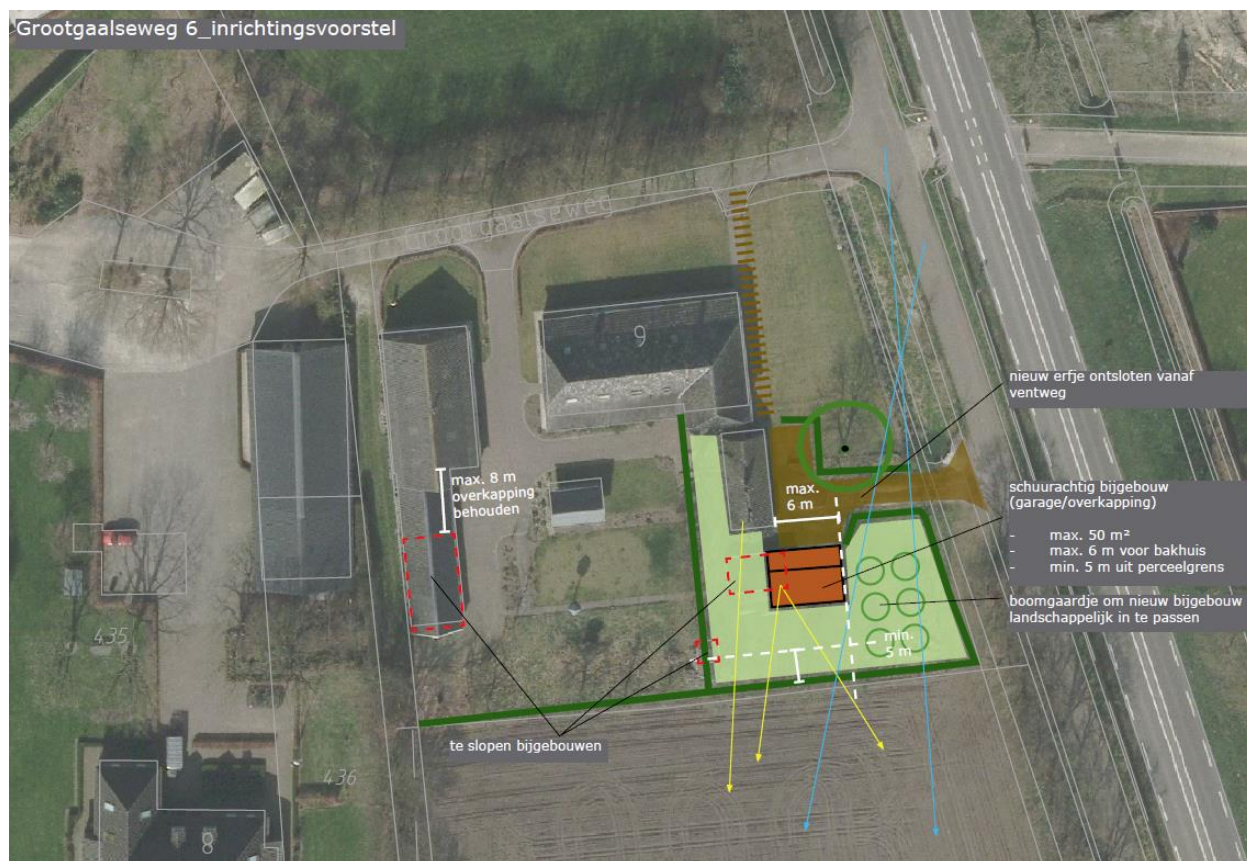 Grootgaalseweg 6_inrichtingsvoorstel
Grootgaalseweg
nieuw erfje ontsloten vanaf
ventweg
max. 8 m
overkapping
behouden
max.
6 m
schuurachtig bijgebouw
(garage/overkapping)
- max. 50 m²
- max. 6 m voor bakhuis
- min. 5 m uit perceelgrens
boomgaardje om nieuw bijgebouw
landschappelijk in te passen
435
min.
5 m
te slopen bijgebouwen
436
8